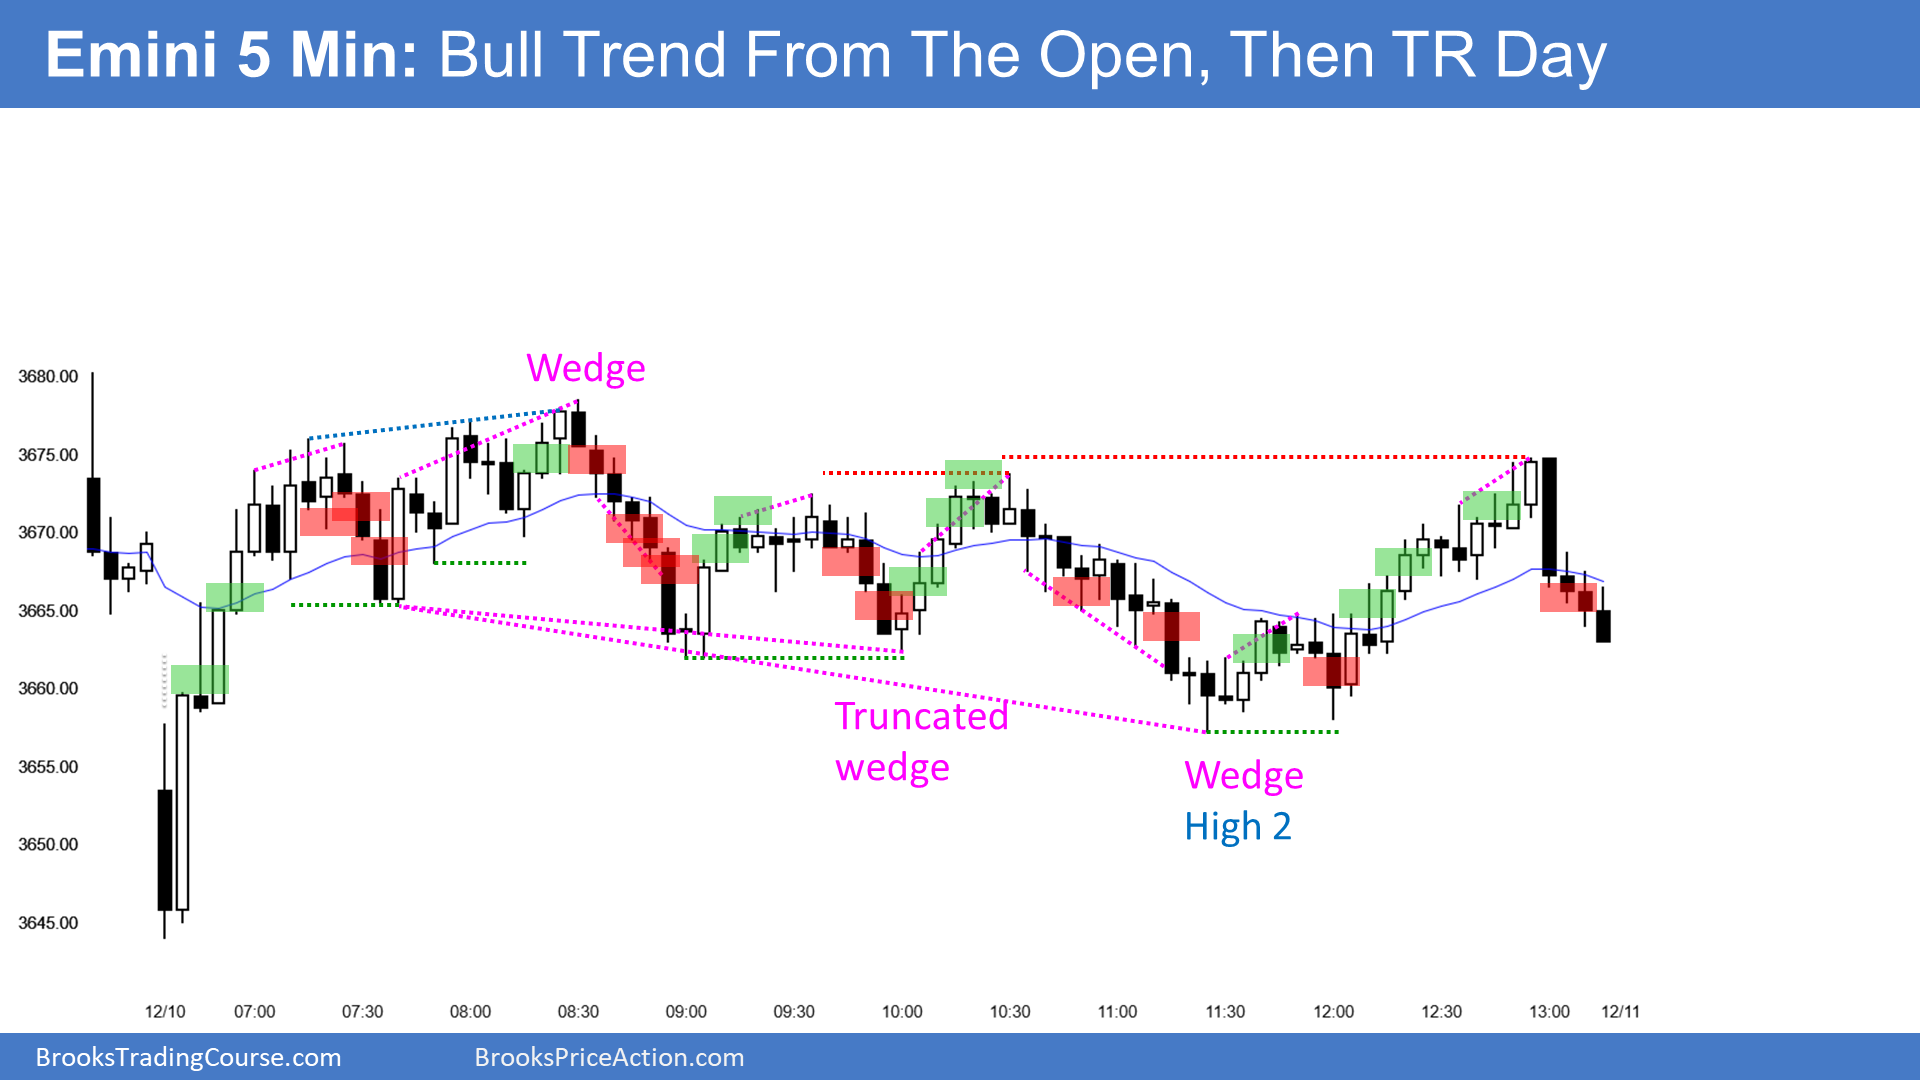 Emini 5 Min: Bull Trend From The Open, Then TR Day
Wedge
3680.00
3675.00
3670.00
3665.00
3660.00
3655.00
3650.00
3645.00
Truncated
wedge
Wedge
High 2
12/10 07:00 07:30 08:00 08:30 09:00 09:30 10:00 10:30 11:00 11:30 12:00 12:30 13:00 12/11
BrooksTradingCourse.com BrooksPriceAction.com